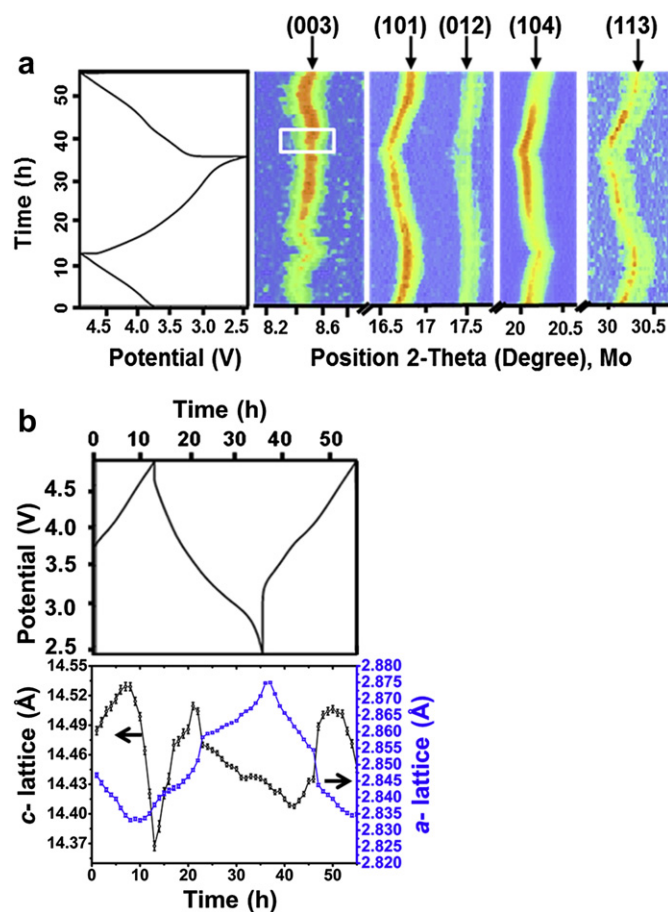 a
(003) (101) (012) (104) (113)
Time (h)
50
40
30
20
10
0
4.5 4.0 3.5 3.0 2.5
8.2 8.6 16.5 17 17.5 20 20.5 30 30.5
Potential (V)
Position 2-Theta (Degree), Mo
b
Time (h)
0 10 20 30 40 50
Potential (V)
4.5
4.0
3.5
3.0
2.5
c- lattice (Å)
14.55
14.52
14.49
14.46
14.43
14.40
14.37
2.880
2.875
2.870
2.865
2.860
2.855
2.850
2.845
2.840
2.835
2.830
2.825
2.820
a- lattice (Å)
0 10 20 30 40 50
Time (h)